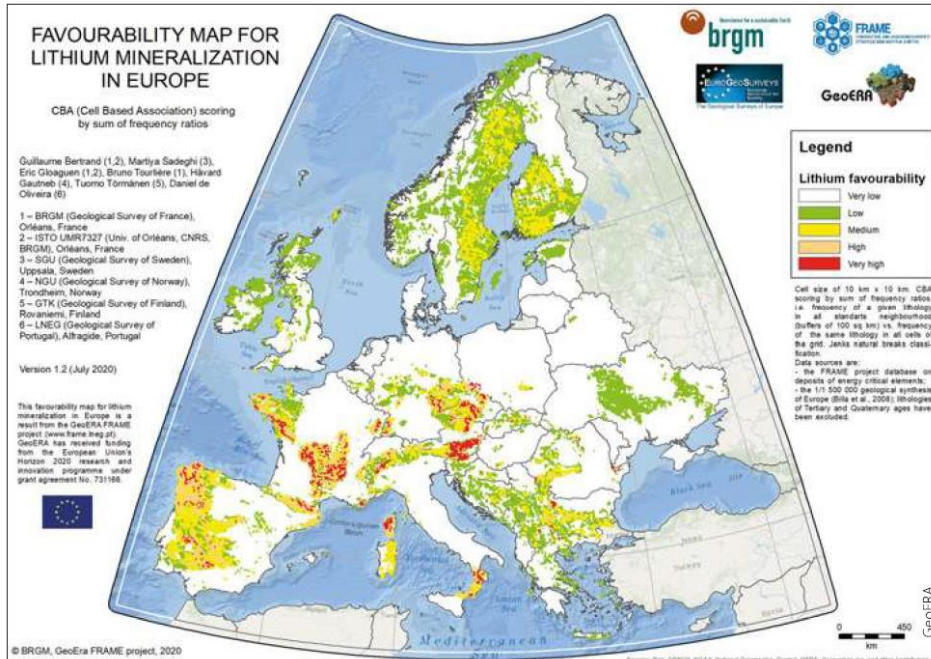 FAVOURABILITY MAP FOR
LITHIUM MINERALIZATION
IN EUROPE
CBA (Cell Based Association) scoring
by sum of frequency ratios
Guillaume Bertrand (1,2), Martiya Sadeghi (3),
Eric Gloaguen (1,2), Bruno Tourlière (1), Håvard
Gautneb (4), Tuomo Törmänen (5), Daniel de
Oliveira (6)
1 – BRGM (Geological Survey of France),
Orléans, France
2 – ISTO UMR7327 (Univ. of Orléans, CNRS,
BRGM), Orléans, France
3 – SGU (Geological Survey of Sweden),
Uppsala, Sweden
4 – NGU (Geological Survey of Norway),
Trondheim, Norway
5 – GTK (Geological Survey of Finland),
Rovaniemi, Finland
6 – LNEG (Geological Survey of
Portugal), Alfragide, Portugal
Version 1.2 (July 2020)
This favourability map for lithium
mineralization in Europe is a
result from the GeoERA FRAME
project (www.frame.lneg.pt).
GeoERA has received funding
from the European Union's
Horizon 2020 research and
innovation programme under
grant agreement No. 731166.
© BRGM, GeoEra FRAME project, 2020
Geoscience for a sustainable Earth
brgm
FRAME
EUROGEOSURVEYS
The Geological Surveys of Europe
GeoERA
Legend
Lithium favourability
Very low
Low
Medium
High
Very high
Cell size of 10 km x 10 km. CBA
scoring by sum of frequency ratios,
i.e. frequency of a given lithology
in all standarts neighbourhood
(buffers of 100 sq km) vs. frequency
of the same lithology in all cells of
the grid. Jenks natural breaks classi-
fication.
Data sources are:
- the FRAME project database on
deposits of energy critical elements;
- the 1/1 500 000 geological synthesis
of Europe (Billa et al., 2008); lithologies
of Tertiary and Quaternary ages have
been excluded.
North
Sea
Baltic
Sea
Black Sea
Turkey
Syria
Ionian
Sea
Mediterranean
Sea
0 450
km
GeoERA